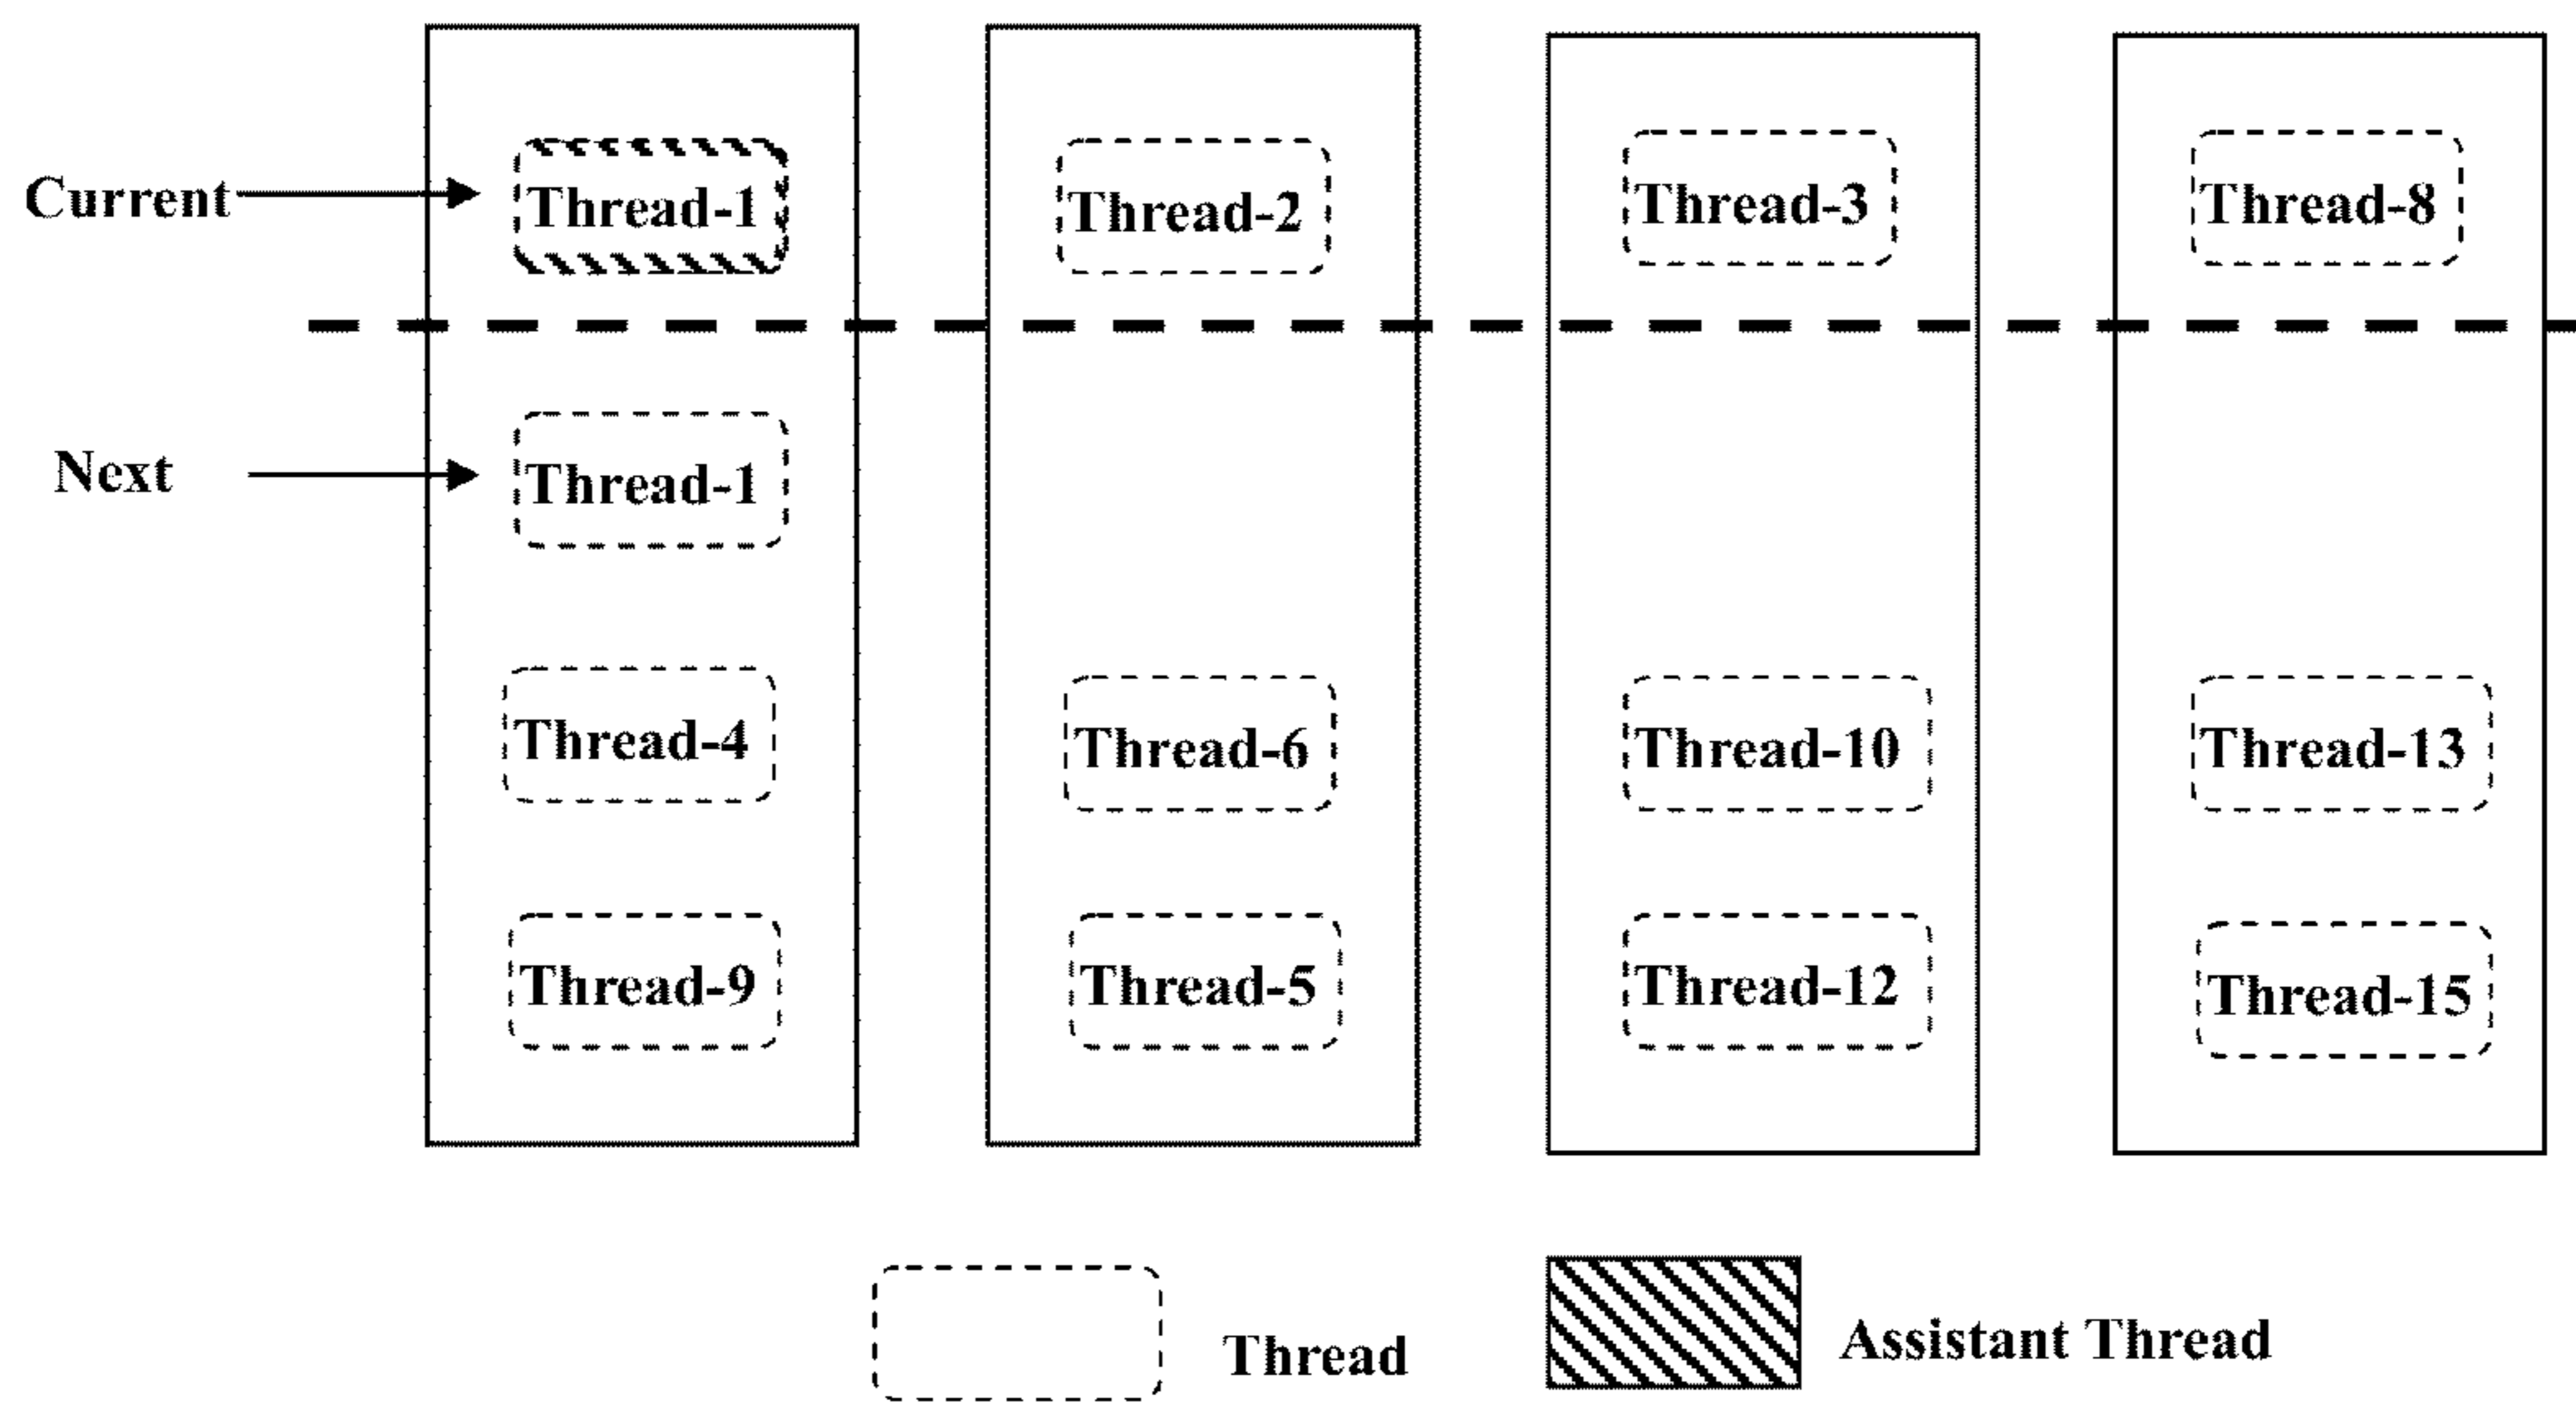 Current Thread-1 Thread-2 Thread-3 Thread-8
Next Thread-1
Thread-4 Thread-6 Thread-10 Thread-13
Thread-9 Thread-5 Thread-12 Thread-15
Thread Assistant Thread